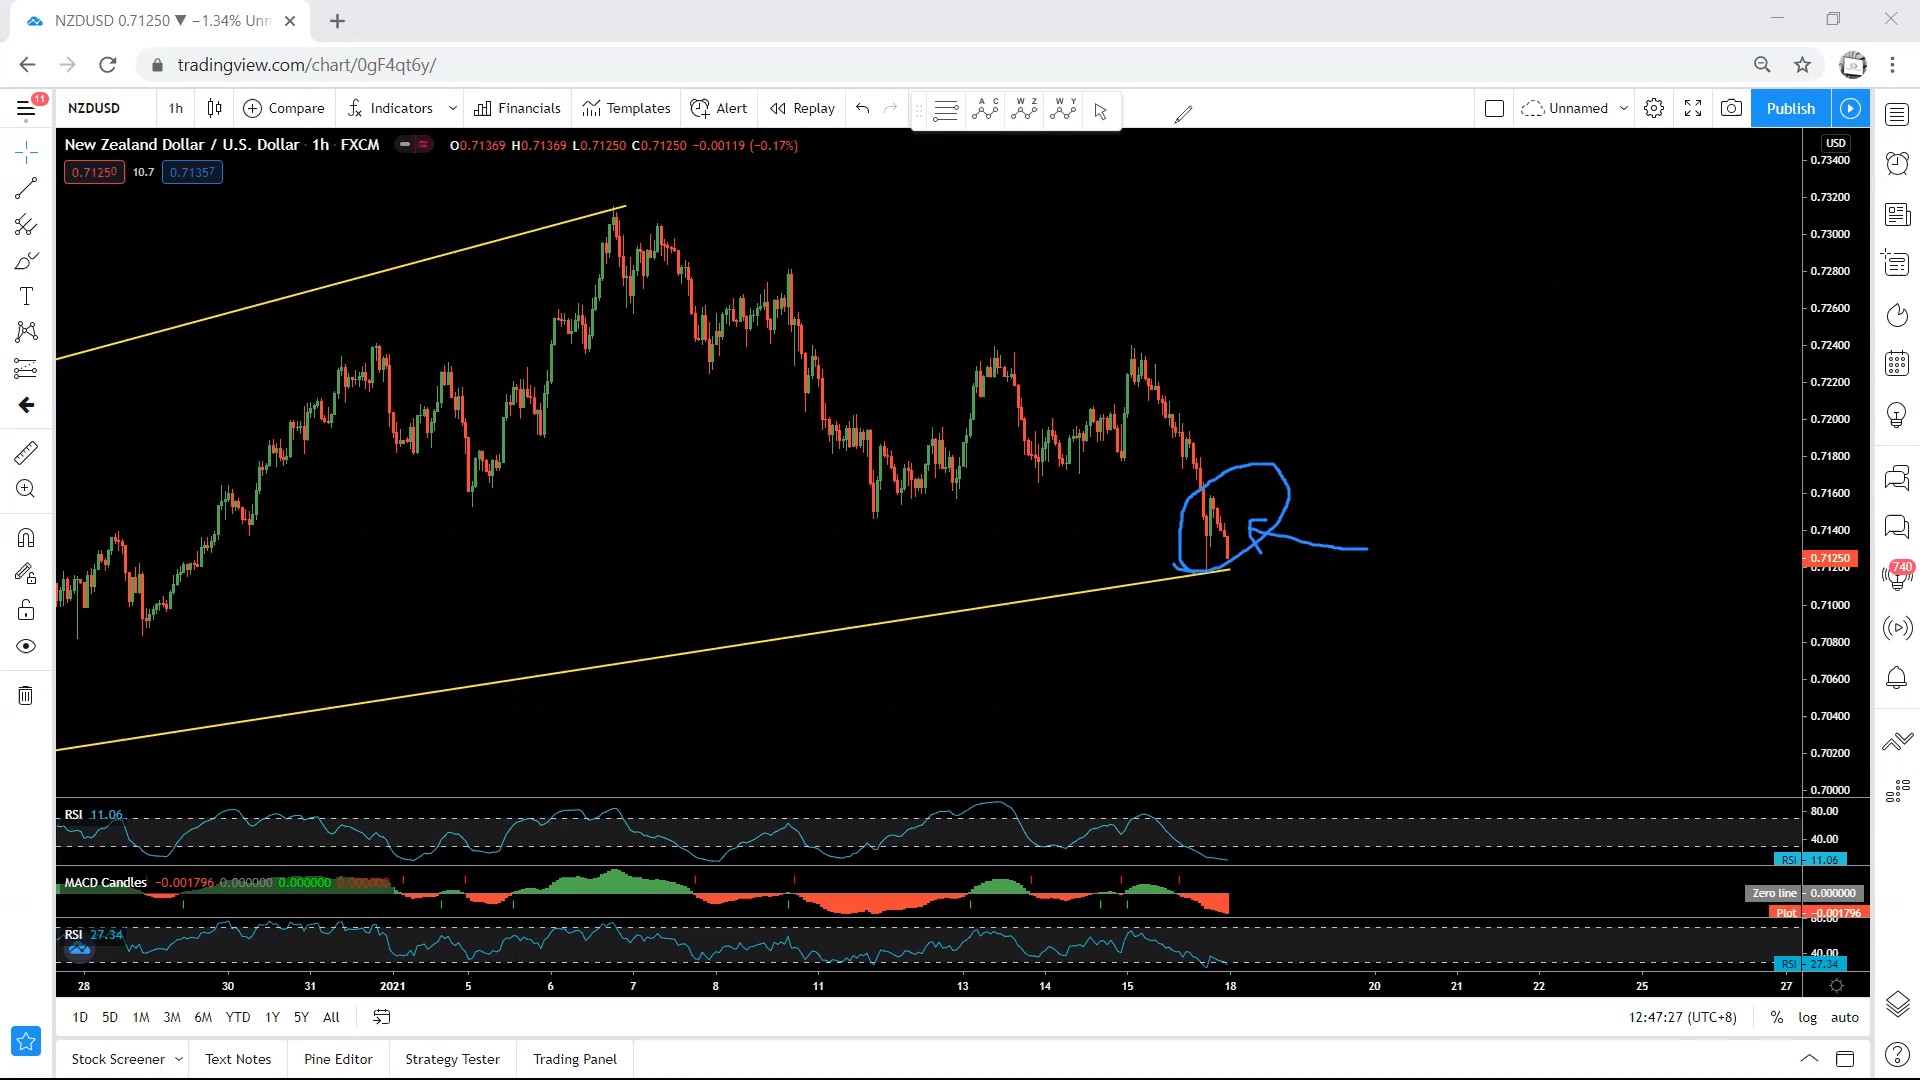 NZDUSD 0.71250 ▼ −1.34% Unn
tradingview.com/chart/0gF4qt6y/
11
NZDUSD 1h Compare Indicators Financials Templates Alert Replay A C W Z W Y Unnamed Publish
New Zealand Dollar / U.S. Dollar · 1h · FXCM O0.71369 H0.71369 L0.71250 C0.71250 −0.00119 (−0.17%)
0.71250 10.7 0.71357
USD
0.73400
0.73200
0.73000
0.72800
0.72600
0.72400
0.72200
0.72000
0.71800
0.71600
0.71400
0.71250
0.71200
0.71000
0.70800
0.70600
0.70400
0.70200
0.70000
740
RSI 11.06
80.00
40.00
RSI 11.06
MACD Candles −0.001796 0.000000 0.000000 0.000000
Zero line 0.000000
Plot −0.001796
80.00
RSI 27.34
40.00
RSI 27.34
28 30 31 2021 5 6 7 8 11 13 14 15 18 20 21 22 25 27
1D 5D 1M 3M 6M YTD 1Y 5Y All 12:47:27 (UTC+8) % log auto
Stock Screener Text Notes Pine Editor Strategy Tester Trading Panel